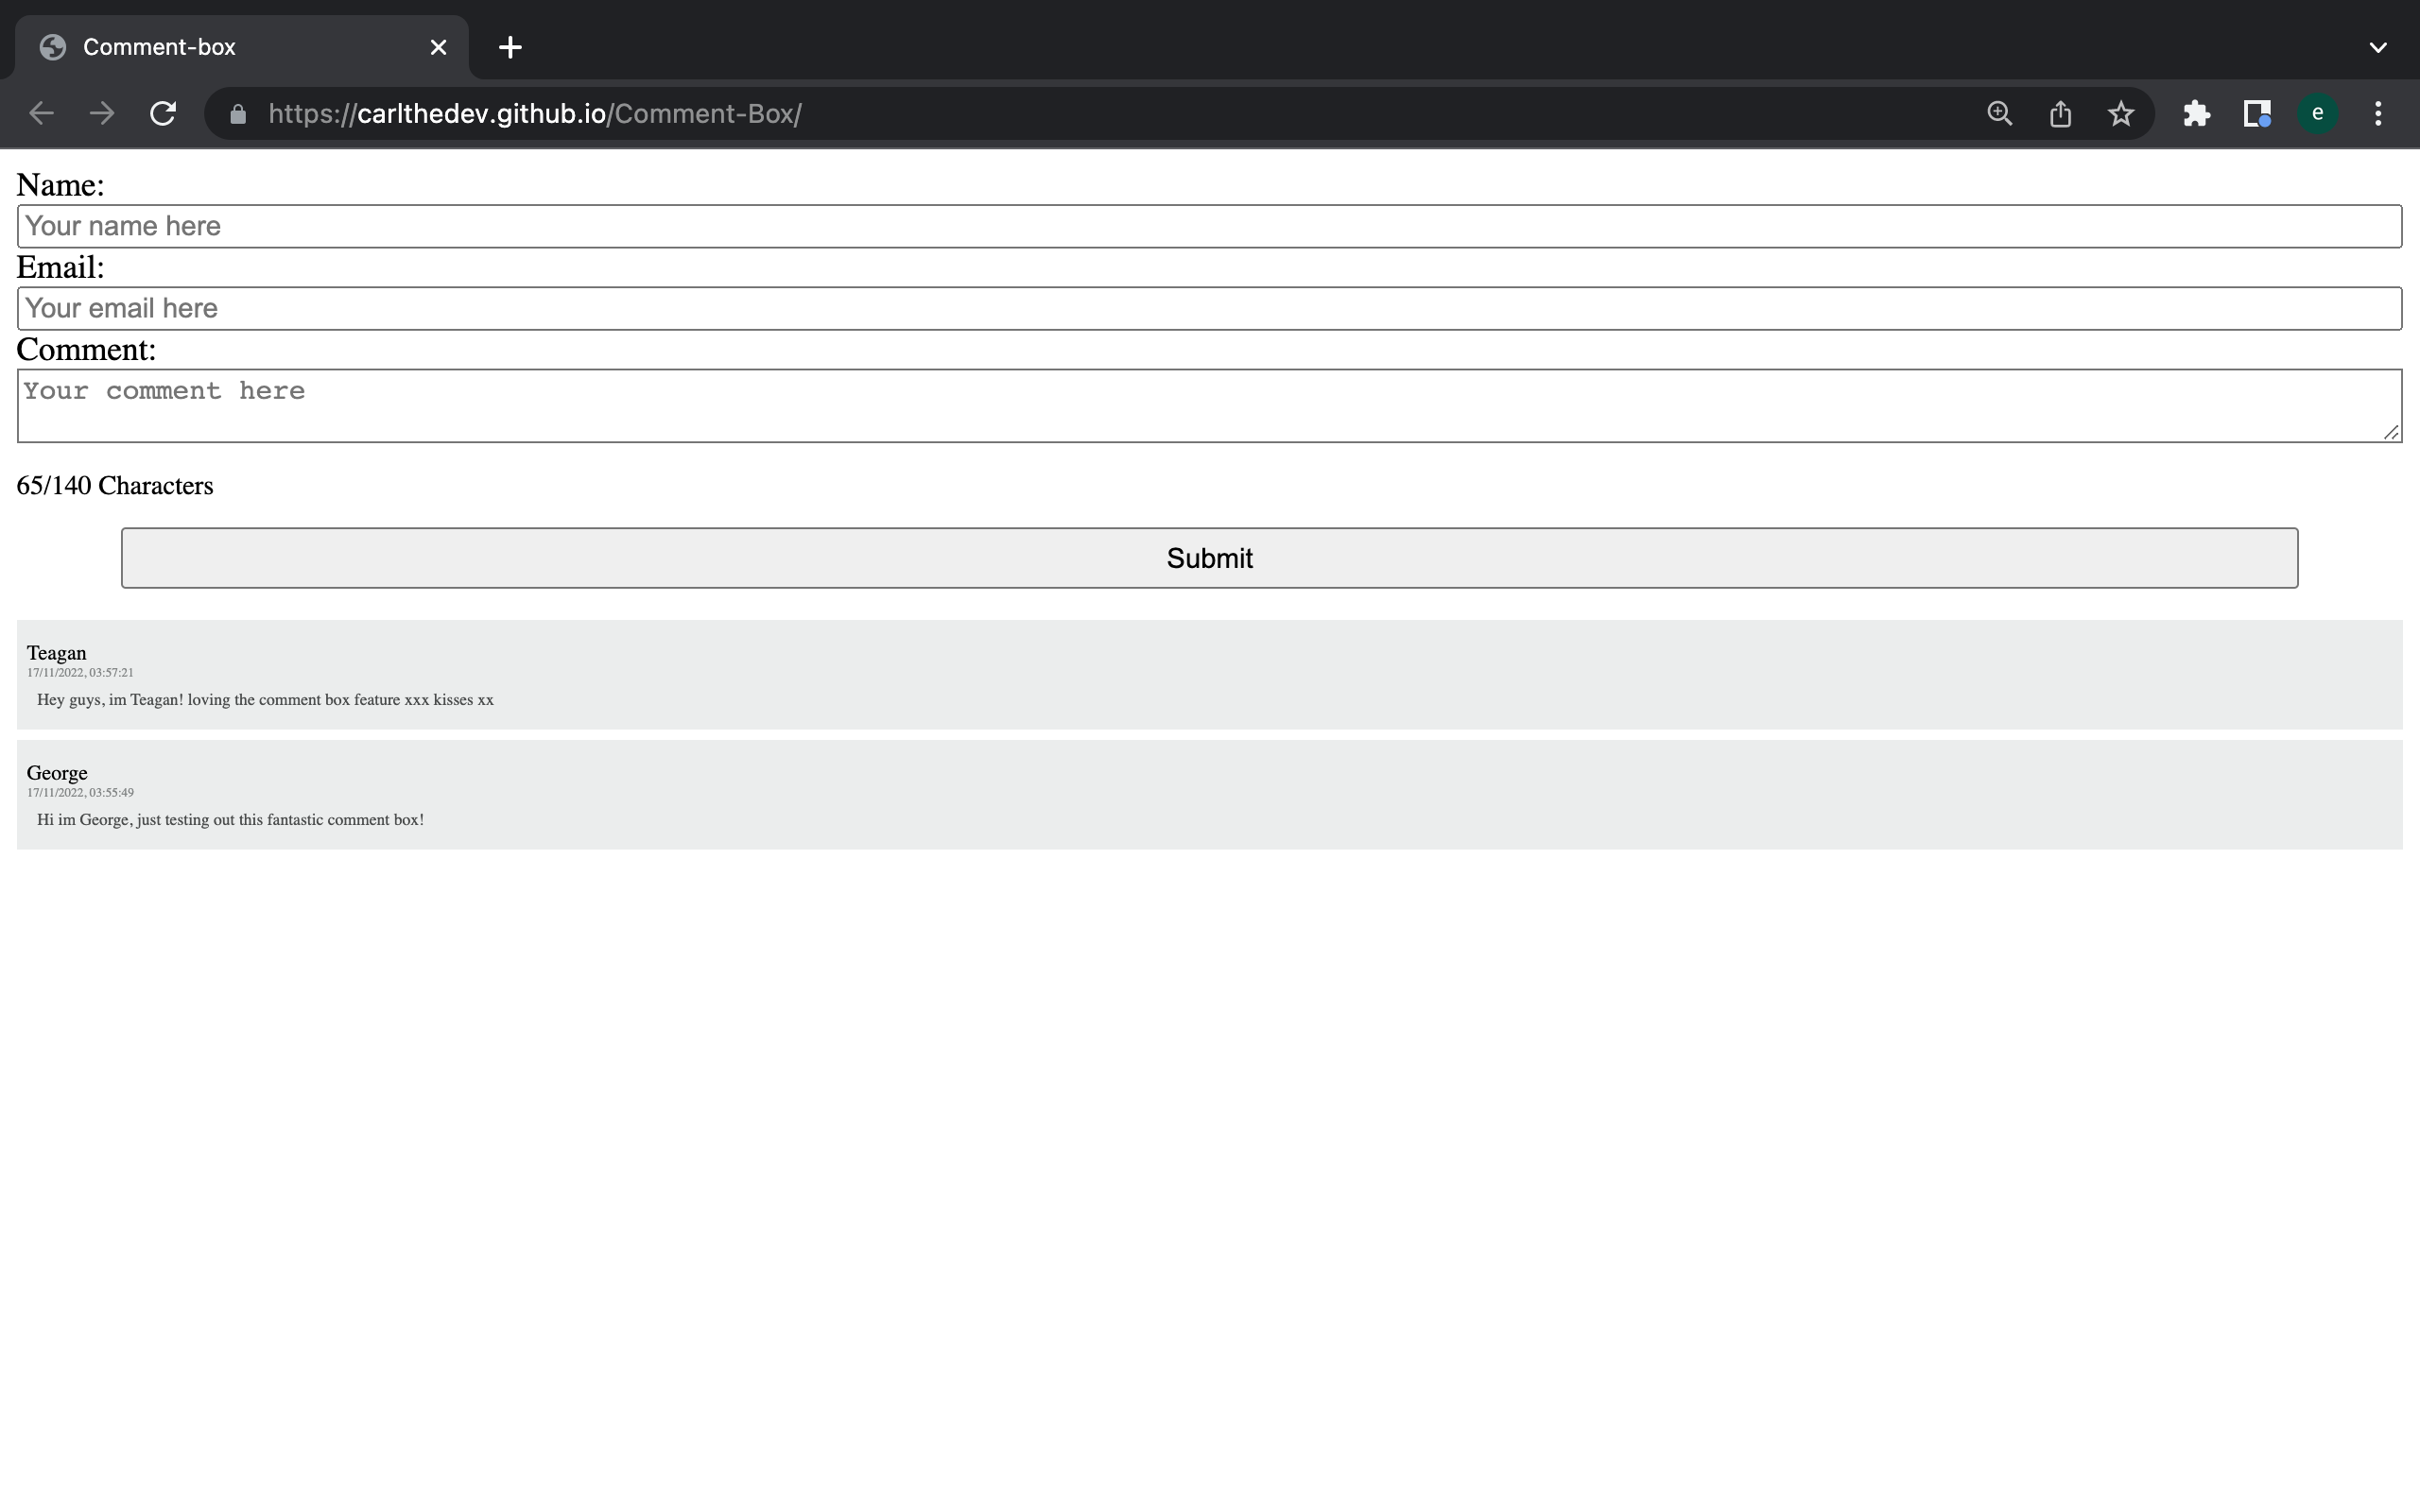 Comment-box
https://carlthedev.github.io/Comment-Box/
e
Name:
Your name here
Email:
Your email here
Comment:
Your comment here
65/140 Characters
Submit
Teagan
17/11/2022, 03:57:21
Hey guys, im Teagan! loving the comment box feature xxx kisses xx
George
17/11/2022, 03:55:49
Hi im George, just testing out this fantastic comment box!